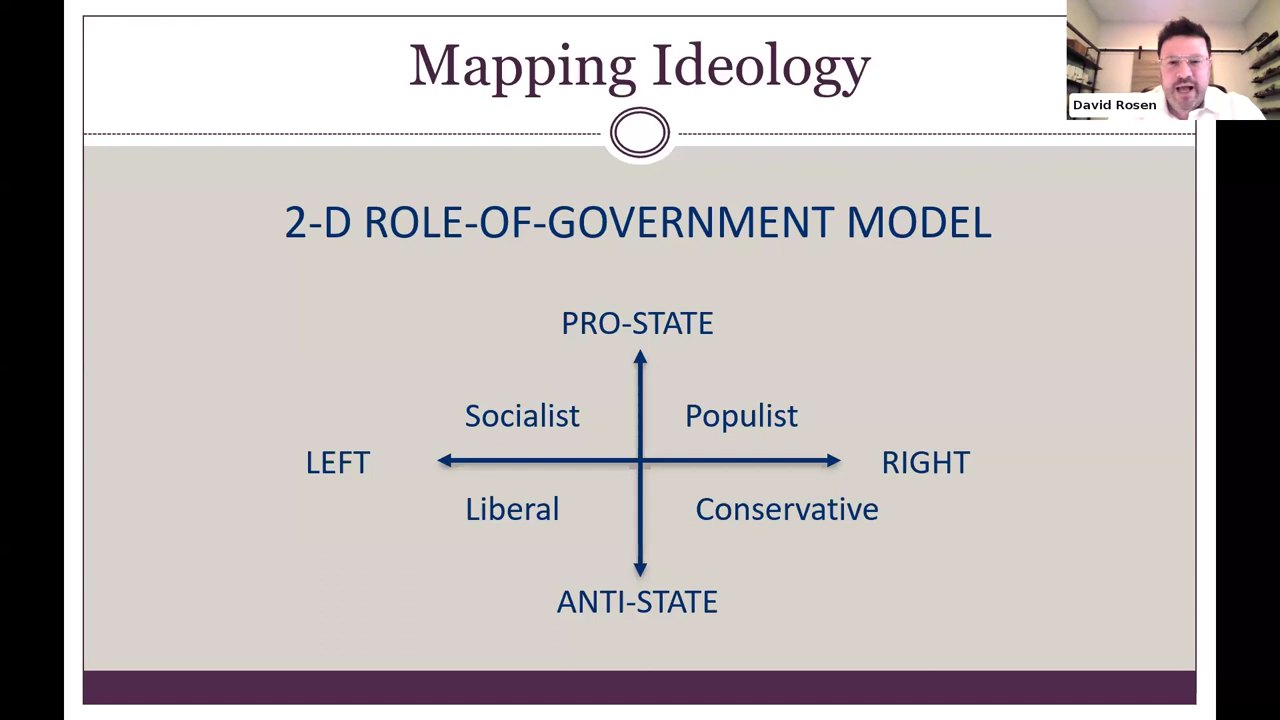 Mapping Ideology
David Rosen
2-D ROLE-OF-GOVERNMENT MODEL
PRO-STATE
Socialist
Populist
LEFT
RIGHT
Liberal
Conservative
ANTI-STATE